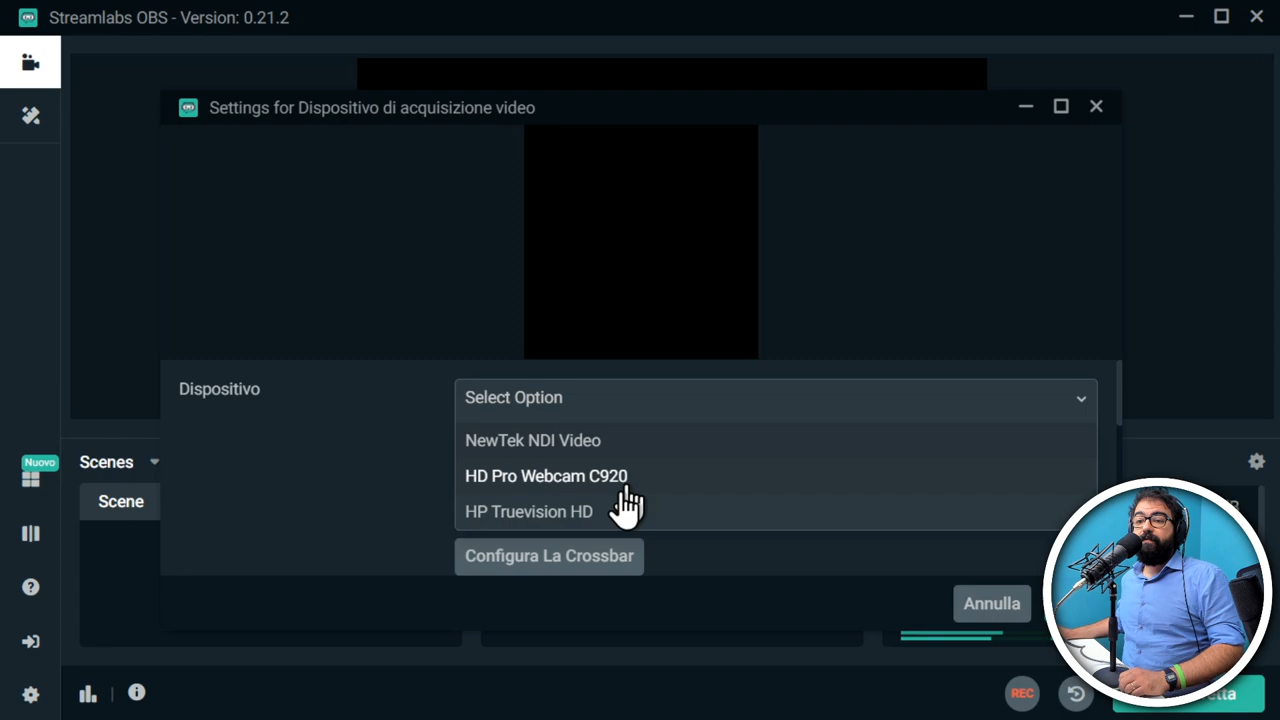 Streamlabs OBS - Version: 0.21.2
Settings for Dispositivo di acquisizione video
Dispositivo
Select Option
NewTek NDI Video
HD Pro Webcam C920
HP Truevision HD
Configura La Crossbar
Nuovo
Scenes
Scene
Annulla
REC